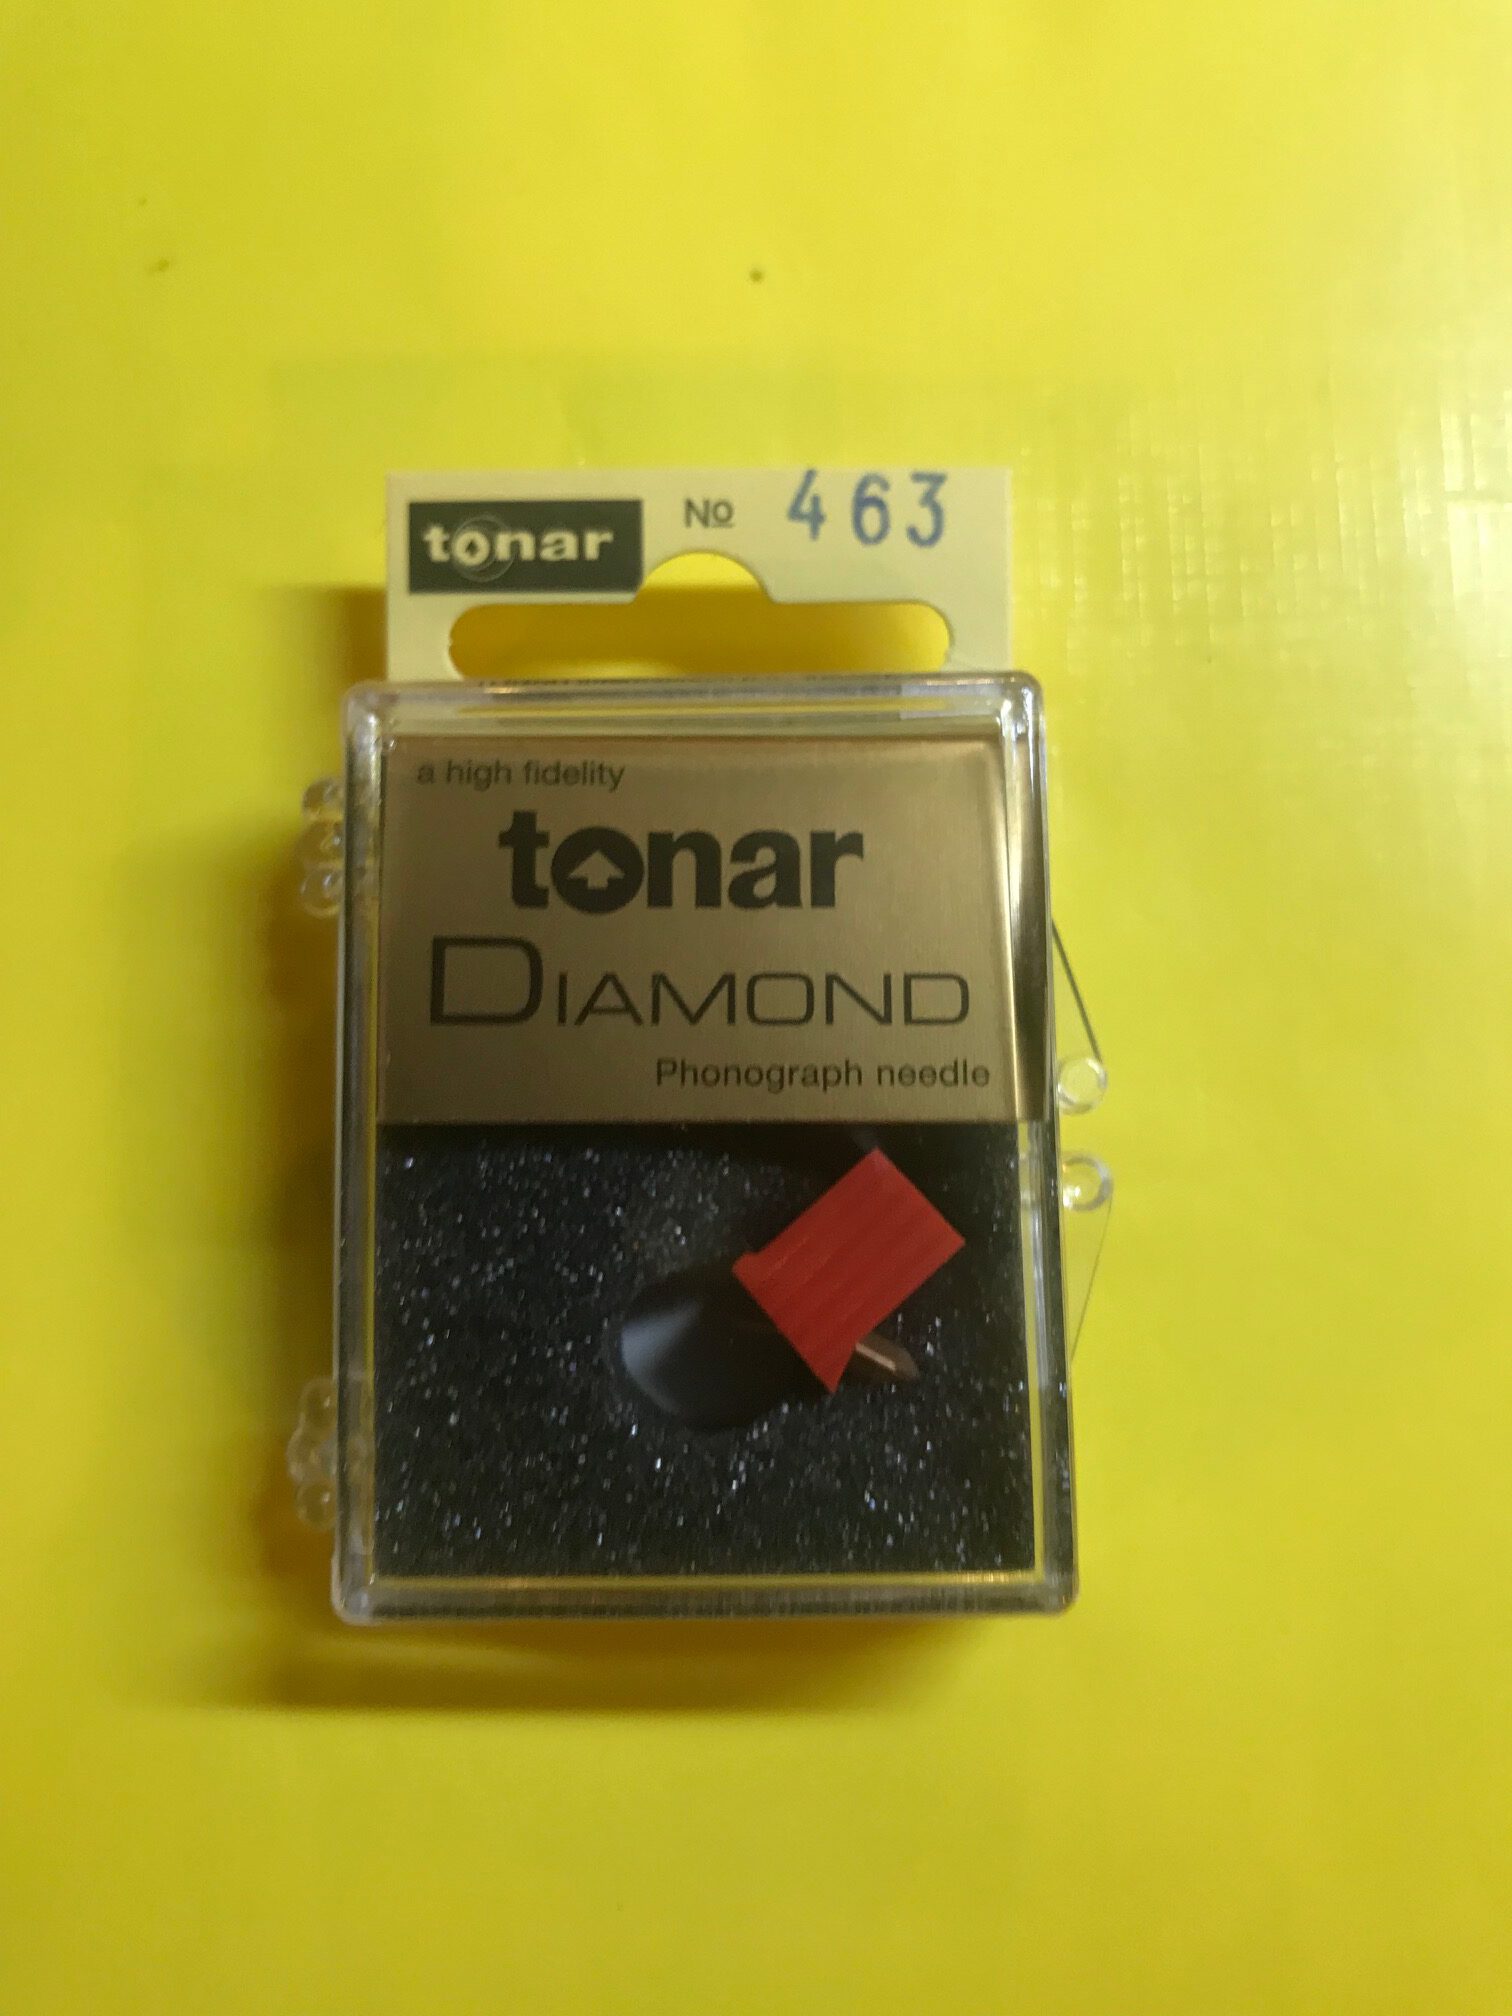 tonar № 463
a high fidelity
tonar
DIAMOND
Phonograph needle